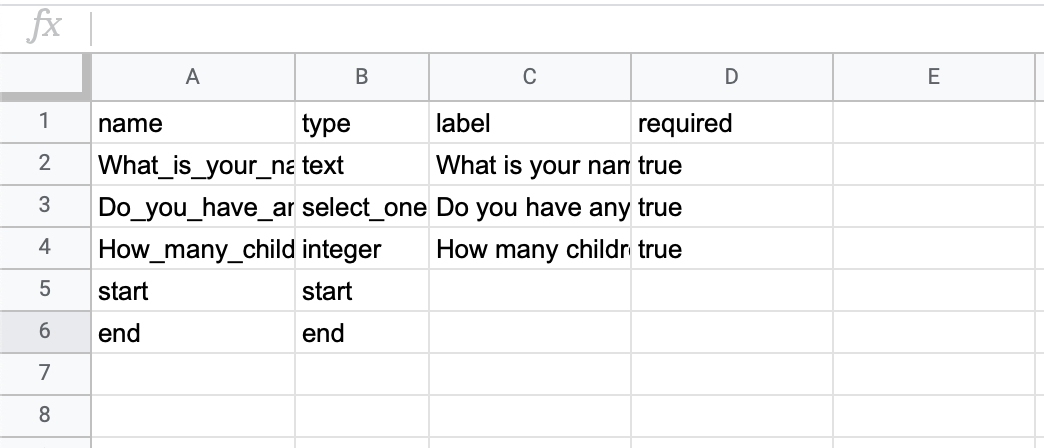 fx
A B C D E
1 name type label required
2 What_is_your_na text What is your nam true
3 Do_you_have_ar select_one Do you have any true
4 How_many_child integer How many childr true
5 start start
6 end end
7
8